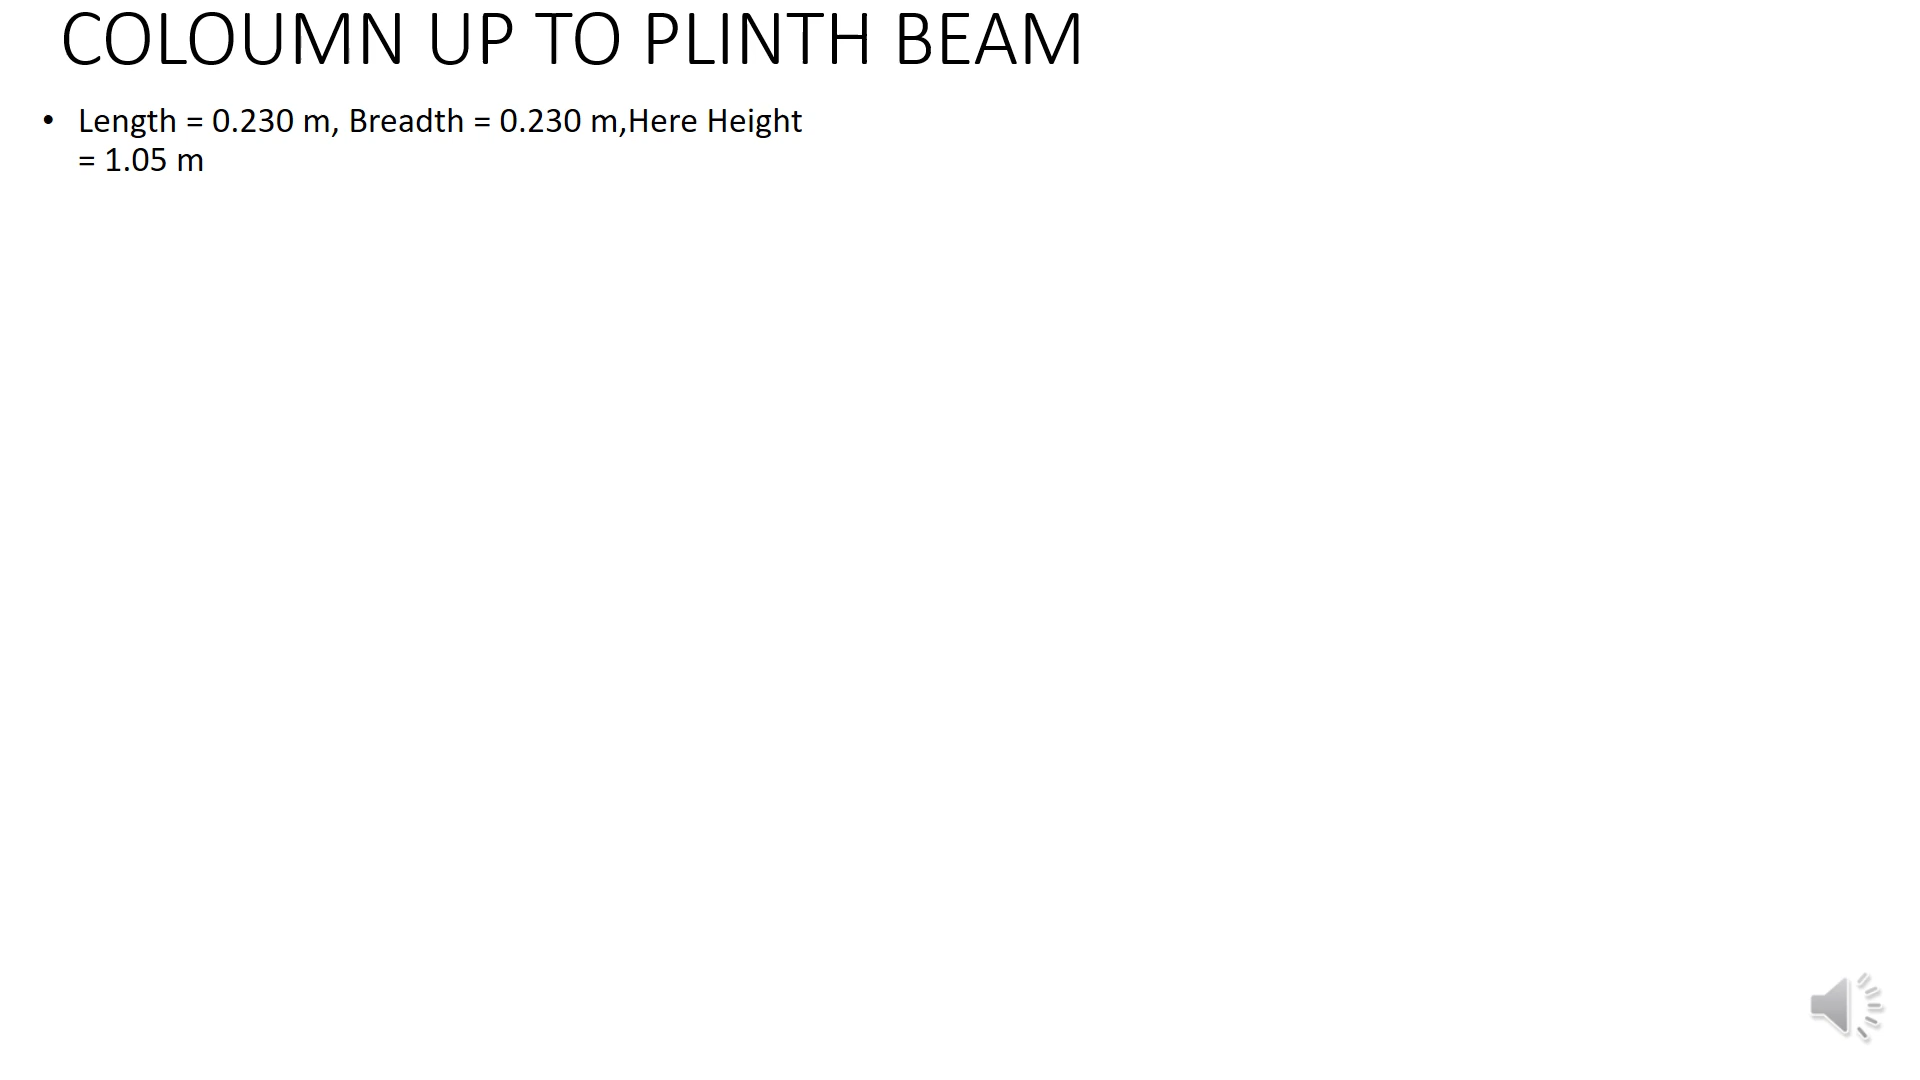 COLOUMN UP TO PLINTH BEAM
• Length = 0.230 m, Breadth = 0.230 m,Here Height
= 1.05 m